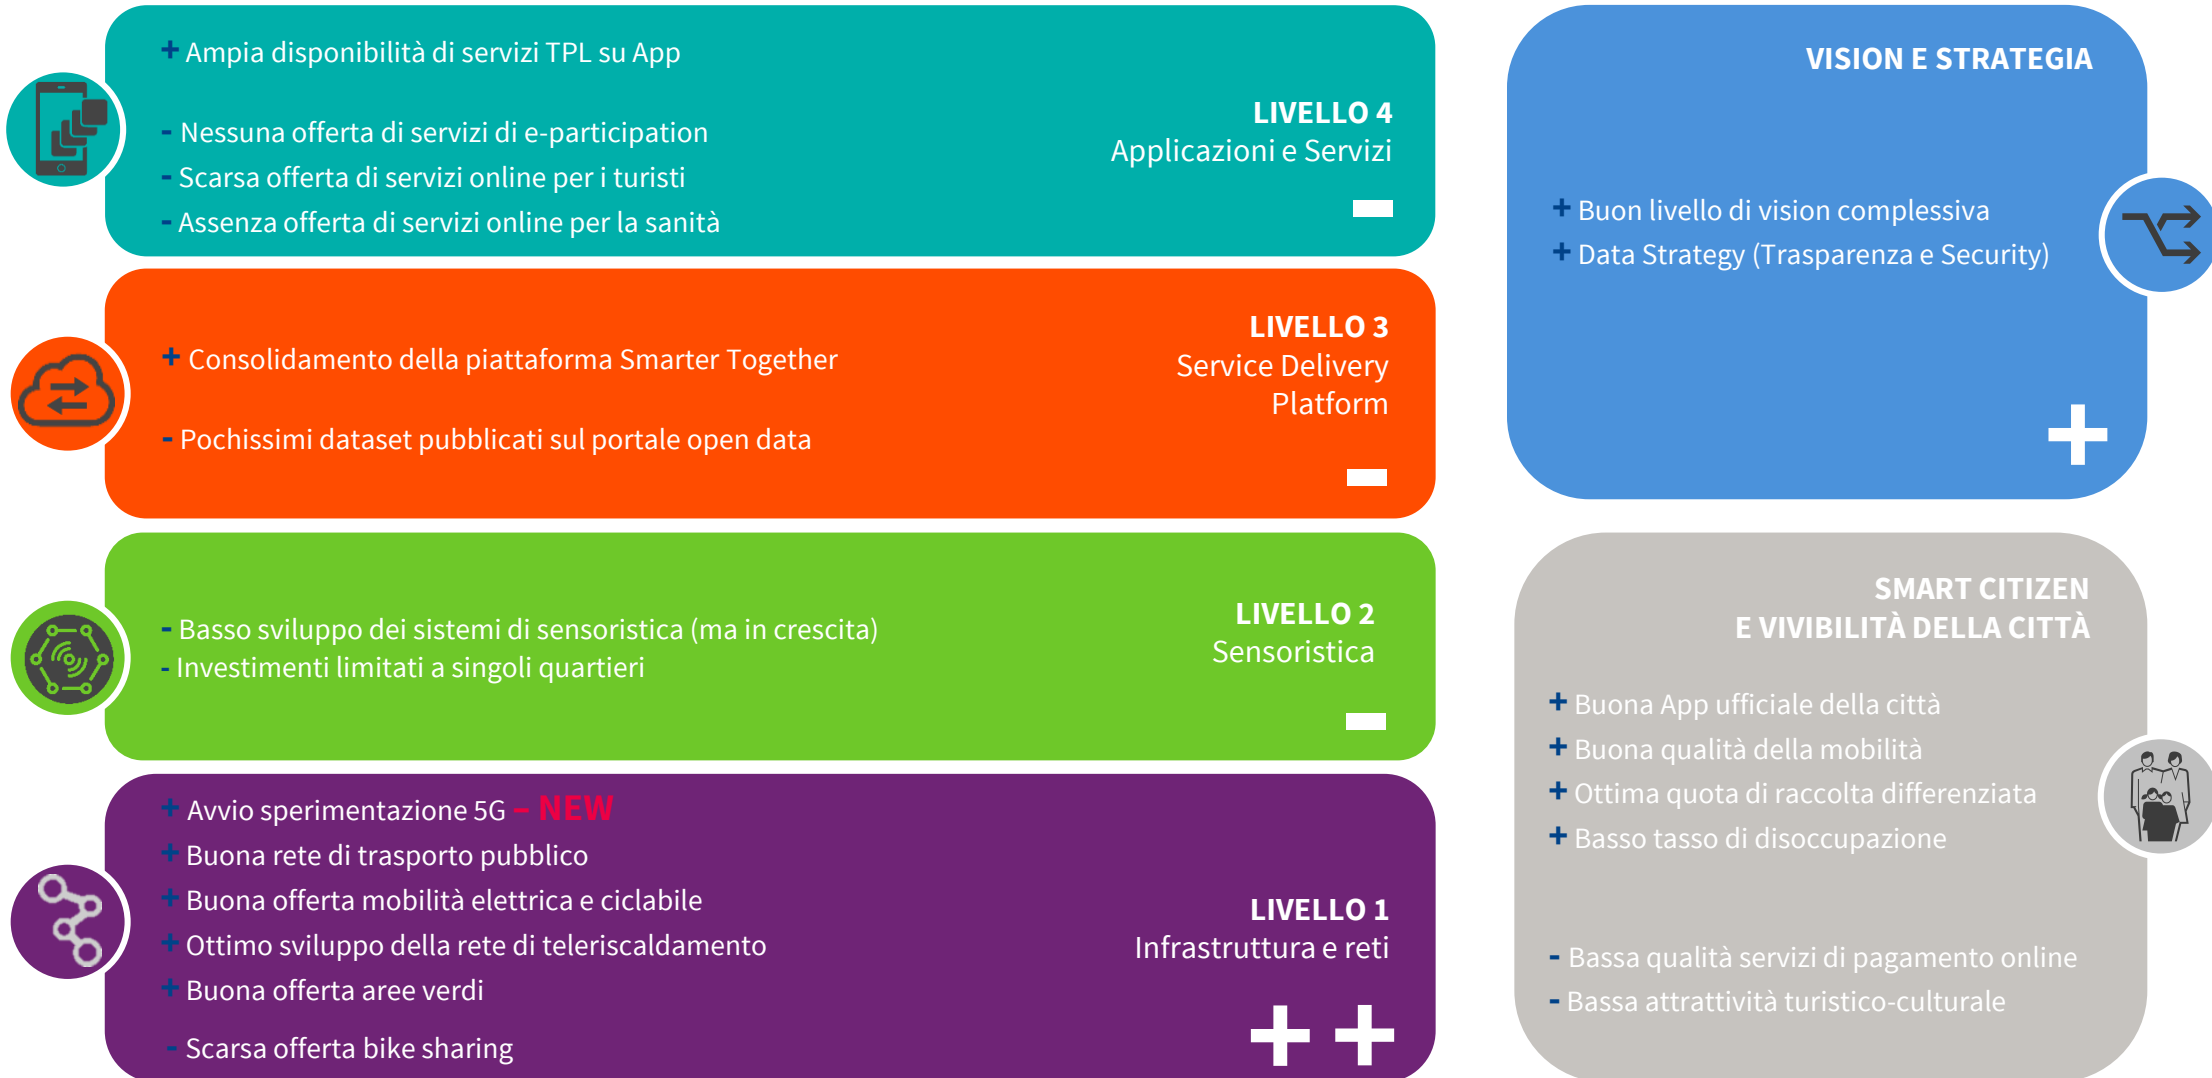 + Ampia disponibilità di servizi TPL su App
- Nessuna offerta di servizi di e-participation
- Scarsa offerta di servizi online per i turisti
- Assenza offerta di servizi online per la sanità
LIVELLO 4
Applicazioni e Servizi
-
+ Consolidamento della piattaforma Smarter Together
- Pochissimi dataset pubblicati sul portale open data
LIVELLO 3
Service Delivery
Platform
-
- Basso sviluppo dei sistemi di sensoristica (ma in crescita)
- Investimenti limitati a singoli quartieri
LIVELLO 2
Sensoristica
-
+ Avvio sperimentazione 5G – NEW
+ Buona rete di trasporto pubblico
+ Buona offerta mobilità elettrica e ciclabile
+ Ottimo sviluppo della rete di teleriscaldamento
+ Buona offerta aree verdi
- Scarsa offerta bike sharing
LIVELLO 1
Infrastruttura e reti
+ +
VISION E STRATEGIA
+ Buon livello di vision complessiva
+ Data Strategy (Trasparenza e Security)
+
SMART CITIZEN
E VIVIBILITÀ DELLA CITTÀ
+ Buona App ufficiale della città
+ Buona qualità della mobilità
+ Ottima quota di raccolta differenziata
+ Basso tasso di disoccupazione
- Bassa qualità servizi di pagamento online
- Bassa attrattività turistico-culturale